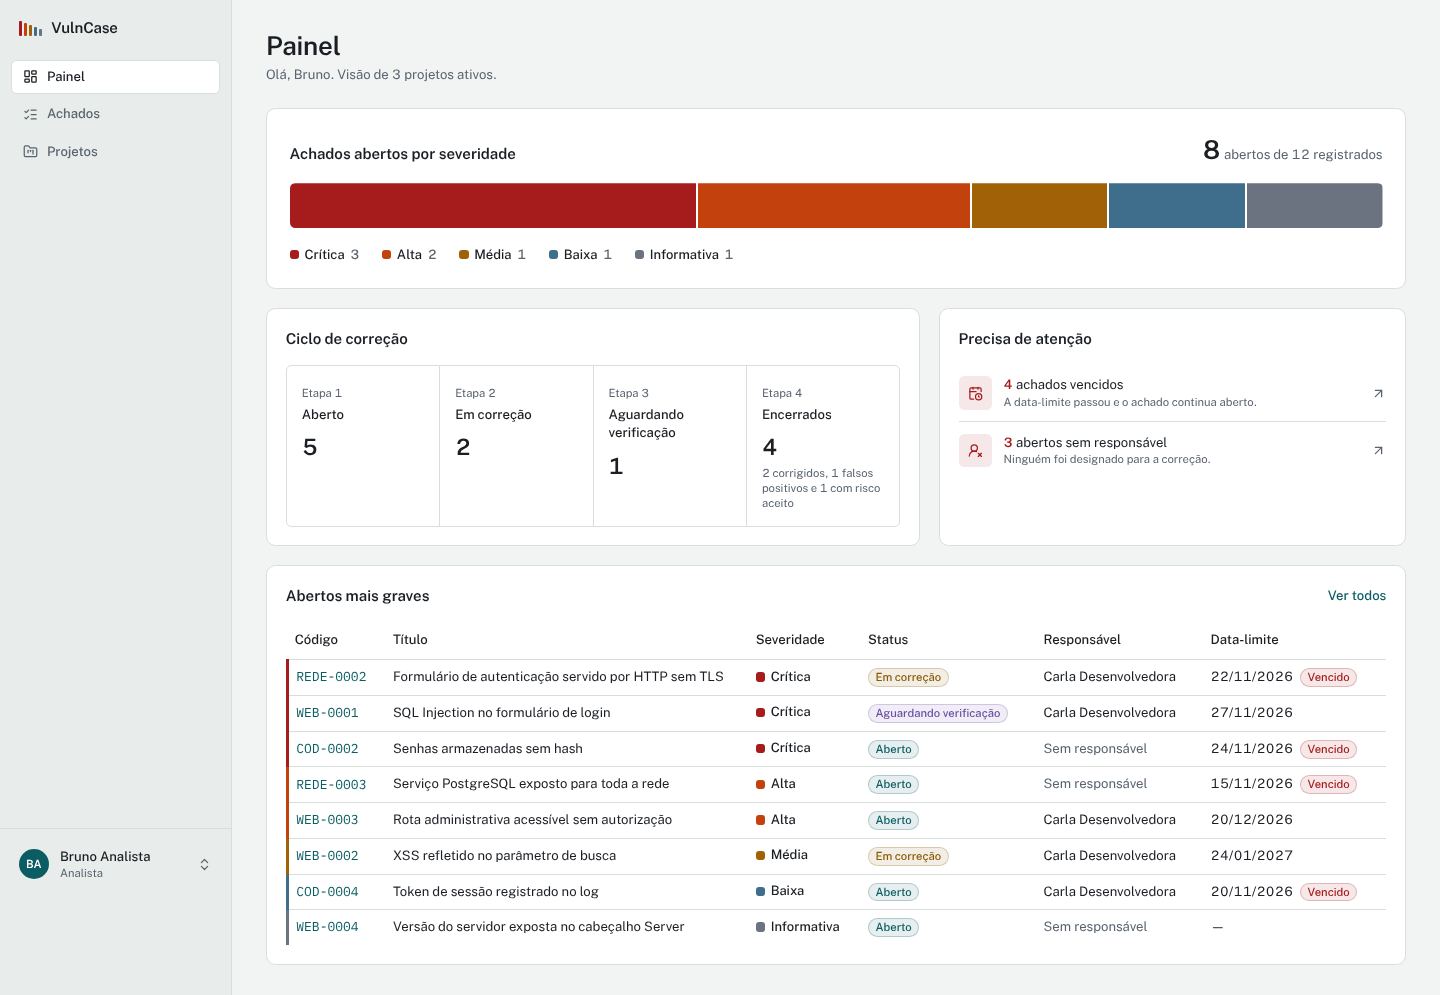 VulnCase
Painel
Achados
Projetos
BA
Bruno Analista
Analista
Painel
Olá, Bruno. Visão de 3 projetos ativos.
Achados abertos por severidade
8 abertos de 12 registrados
Crítica 3 Alta 2 Média 1 Baixa 1 Informativa 1
Ciclo de correção
Etapa 1
Aberto
5
Etapa 2
Em correção
2
Etapa 3
Aguardando
verificação
1
Etapa 4
Encerrados
4
2 corrigidos, 1 falsos
positivos e 1 com risco
aceito
Precisa de atenção
4 achados vencidos
A data-limite passou e o achado continua aberto.
3 abertos sem responsável
Ninguém foi designado para a correção.
Abertos mais graves
Ver todos
Código Título Severidade Status Responsável Data-limite
REDE-0002 Formulário de autenticação servido por HTTP sem TLS Crítica Em correção Carla Desenvolvedora 22/11/2026 Vencido
WEB-0001 SQL Injection no formulário de login Crítica Aguardando verificação Carla Desenvolvedora 27/11/2026
COD-0002 Senhas armazenadas sem hash Crítica Aberto Sem responsável 24/11/2026 Vencido
REDE-0003 Serviço PostgreSQL exposto para toda a rede Alta Aberto Sem responsável 15/11/2026 Vencido
WEB-0003 Rota administrativa acessível sem autorização Alta Aberto Carla Desenvolvedora 20/12/2026
WEB-0002 XSS refletido no parâmetro de busca Média Em correção Carla Desenvolvedora 24/01/2027
COD-0004 Token de sessão registrado no log Baixa Aberto Carla Desenvolvedora 20/11/2026 Vencido
WEB-0004 Versão do servidor exposta no cabeçalho Server Informativa Aberto Sem responsável —